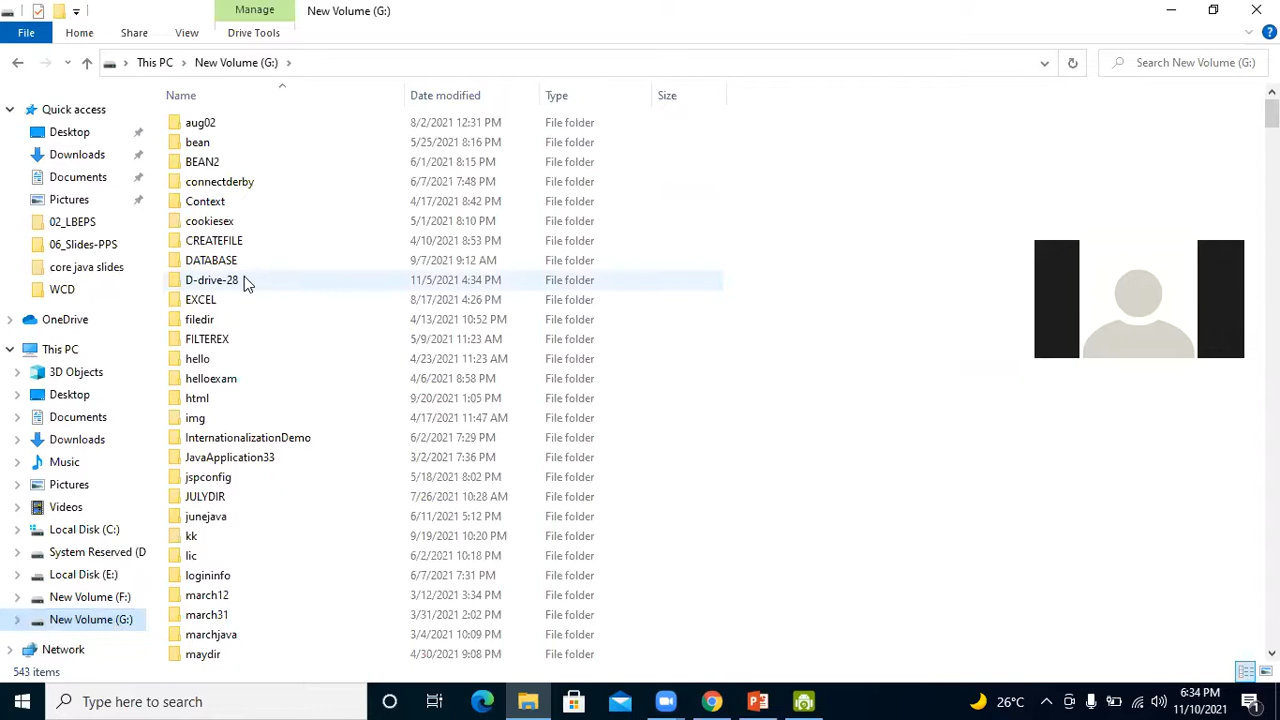 Manage
New Volume (G:)
File Home Share View Drive Tools
This PC New Volume (G:)
Search New Volume (G:)
Quick access
Desktop
Downloads
Documents
Pictures
02_LBEPS
06_Slides-PPS
core java slides
WCD
OneDrive
This PC
3D Objects
Desktop
Documents
Downloads
Music
Pictures
Videos
Local Disk (C:)
System Reserved (D
Local Disk (E:)
New Volume (F:)
New Volume (G:)
Network
Name Date modified Type Size
aug02 8/2/2021 12:31 PM File folder
bean 5/25/2021 8:16 PM File folder
BEAN2 6/1/2021 8:15 PM File folder
connectderby 6/7/2021 7:48 PM File folder
Context 4/17/2021 8:42 PM File folder
cookiesex 5/1/2021 8:10 PM File folder
CREATEFILE 4/10/2021 8:53 PM File folder
DATABASE 9/7/2021 9:12 AM File folder
D-drive-28 11/5/2021 4:34 PM File folder
EXCEL 8/17/2021 4:26 PM File folder
filedir 4/13/2021 10:52 PM File folder
FILTEREX 5/9/2021 11:23 AM File folder
hello 4/23/2021 11:23 AM File folder
helloexam 4/6/2021 8:58 PM File folder
html 9/20/2021 1:05 PM File folder
img 4/17/2021 11:47 AM File folder
InternationalizationDemo 6/2/2021 7:29 PM File folder
JavaApplication33 3/2/2021 7:36 PM File folder
jspconfig 5/18/2021 8:02 PM File folder
JULYDIR 7/26/2021 10:28 AM File folder
junejava 6/11/2021 5:12 PM File folder
kk 9/19/2021 10:20 PM File folder
lic 6/2/2021 10:18 PM File folder
logininfo 6/7/2021 7:31 PM File folder
march12 3/12/2021 3:34 PM File folder
march31 3/31/2021 2:02 PM File folder
marchjava 3/4/2021 10:09 PM File folder
maydir 4/30/2021 9:08 PM File folder
543 items
Type here to search
26°C
6:34 PM
11/10/2021
1